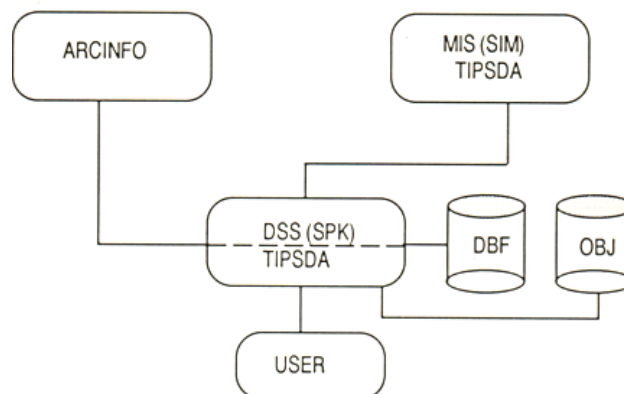 ARCINFO
MIS (SIM)
TIPSDA
DSS (SPK)
TIPSDA
DBF
OBJ
USER